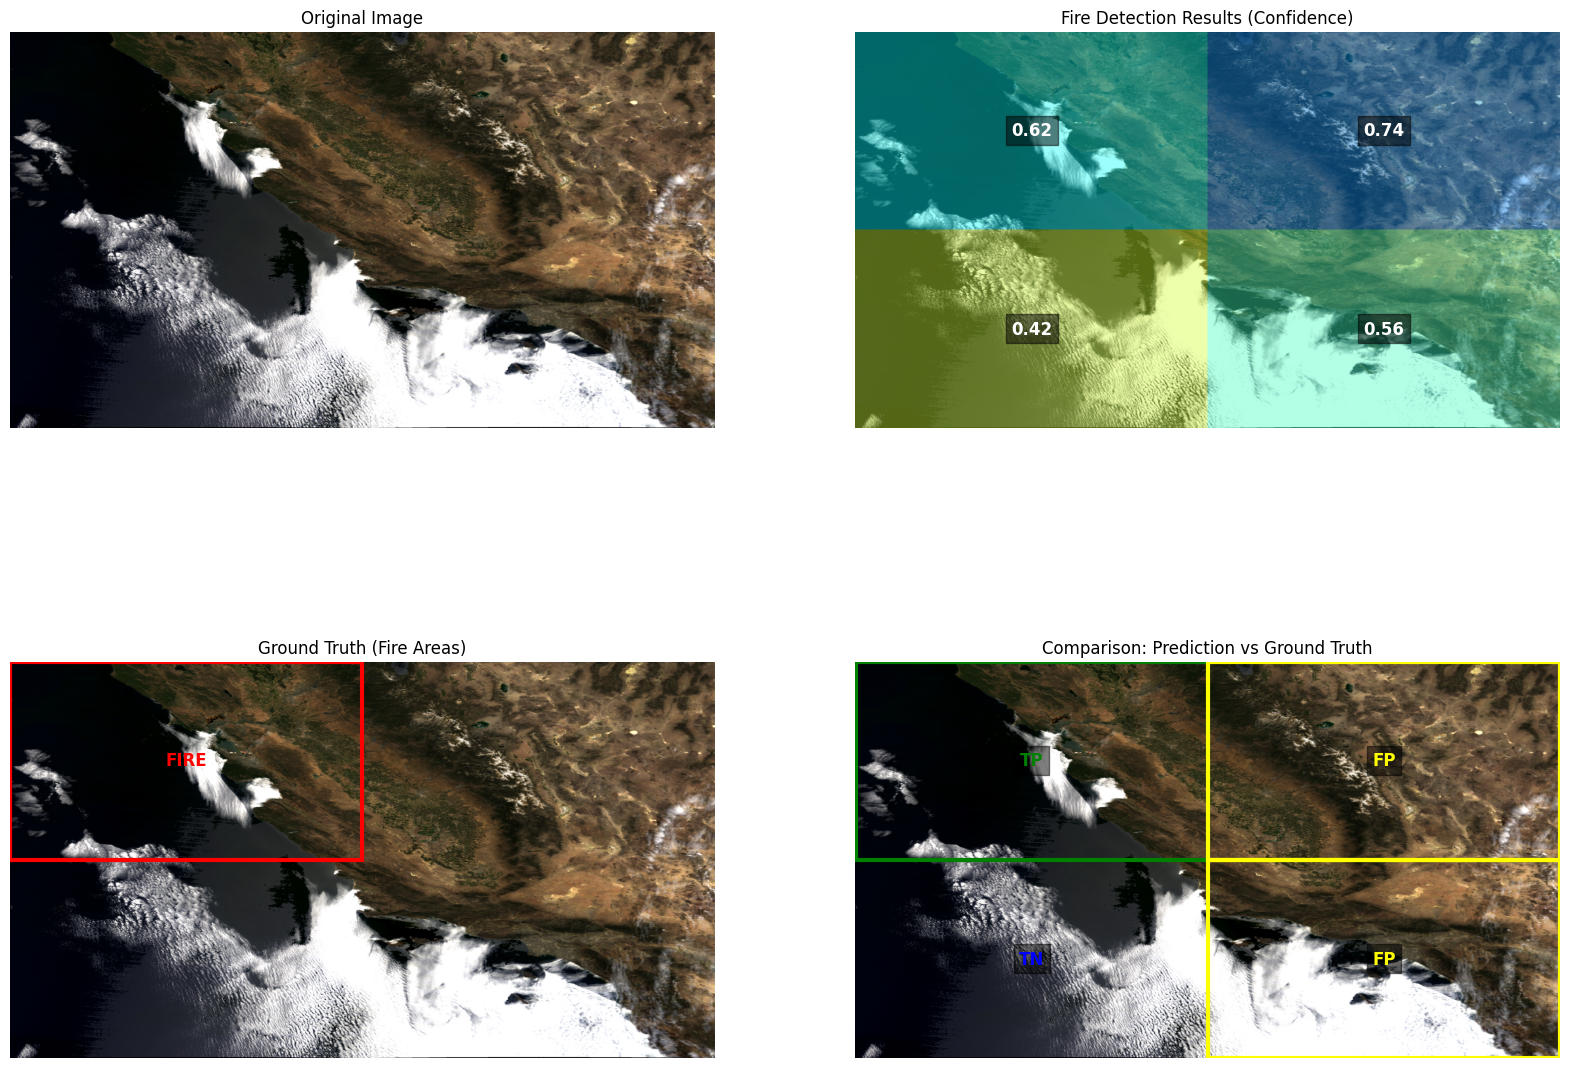 Original Image
Fire Detection Results (Confidence)
0.62
0.74
0.42
0.56
Ground Truth (Fire Areas)
Comparison: Prediction vs Ground Truth
FIRE
TP
FP
TN
FP